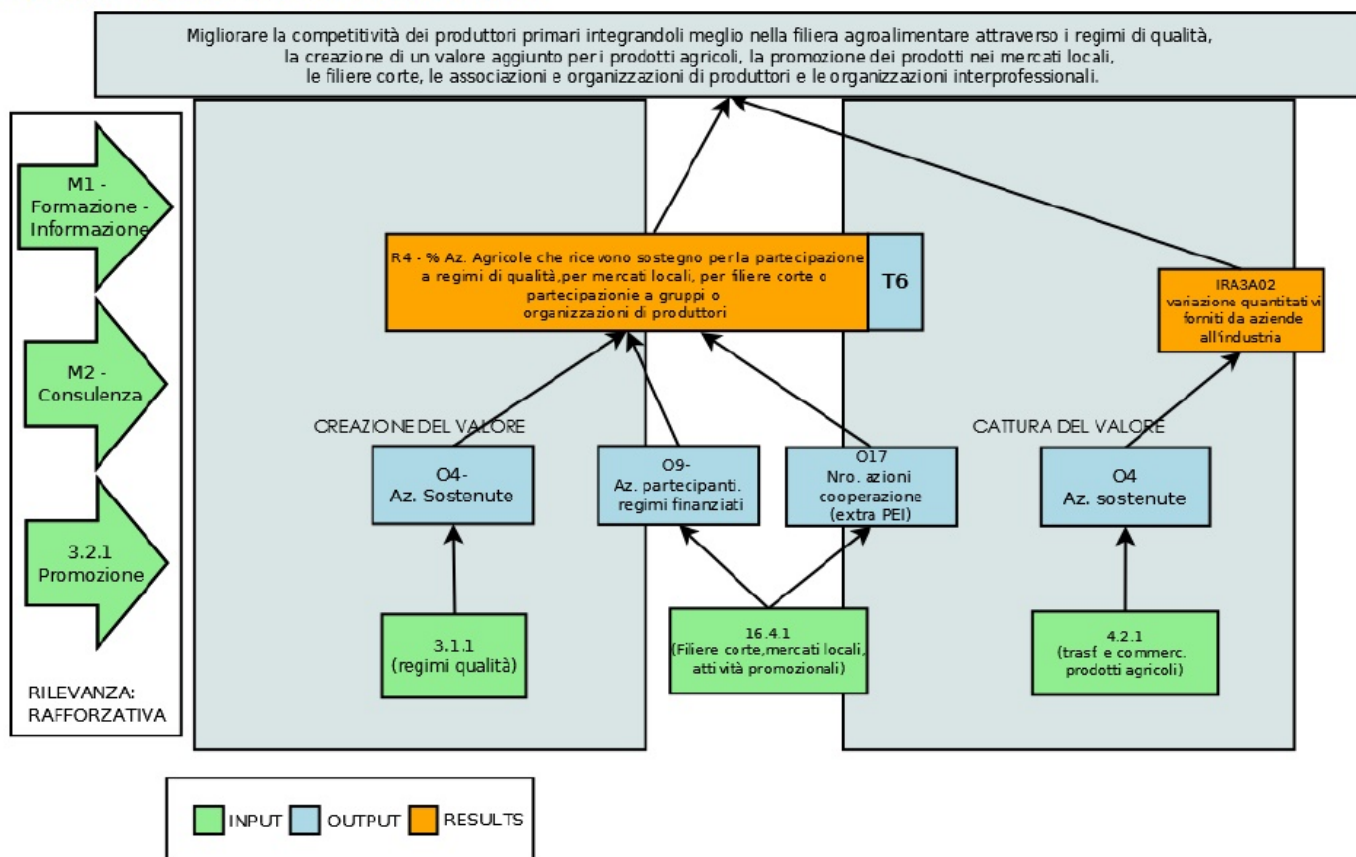 Migliorare la competitività dei produttori primari integrandoli meglio nella filiera agroalimentare attraverso i regimi di qualità,
la creazione di un valore aggiunto per i prodotti agricoli, la promozione dei prodotti nei mercati locali,
le filiere corte, le associazioni e organizzazioni di produttori e le organizzazioni interprofessionali.
M1 -
Formazione -
Informazione
M2 -
Consulenza
3.2.1
Promozione
RILEVANZA:
RAFFORZATIVA
R4 - % Az. Agricole che ricevono sostegno per la partecipazione
a regimi di qualità,per mercati locali, per filiere corte o
partecipazionie a gruppi o
organizzazioni di produttori
T6
IRA3A02
variazione quantitativi
forniti da aziende
all'industria
CREAZIONE DEL VALORE
CATTURA DEL VALORE
O4-
Az. Sostenute
O9-
Az. partecipanti.
regimi finanziati
O17
Nro. azioni
cooperazione
(extra PEI)
O4
Az. sostenute
3.1.1
(regimi qualità)
16.4.1
(Filiere corte,mercati locali,
attività promozionali)
4.2.1
(trasf e commerc.
prodotti agricoli)
INPUT
OUTPUT
RESULTS